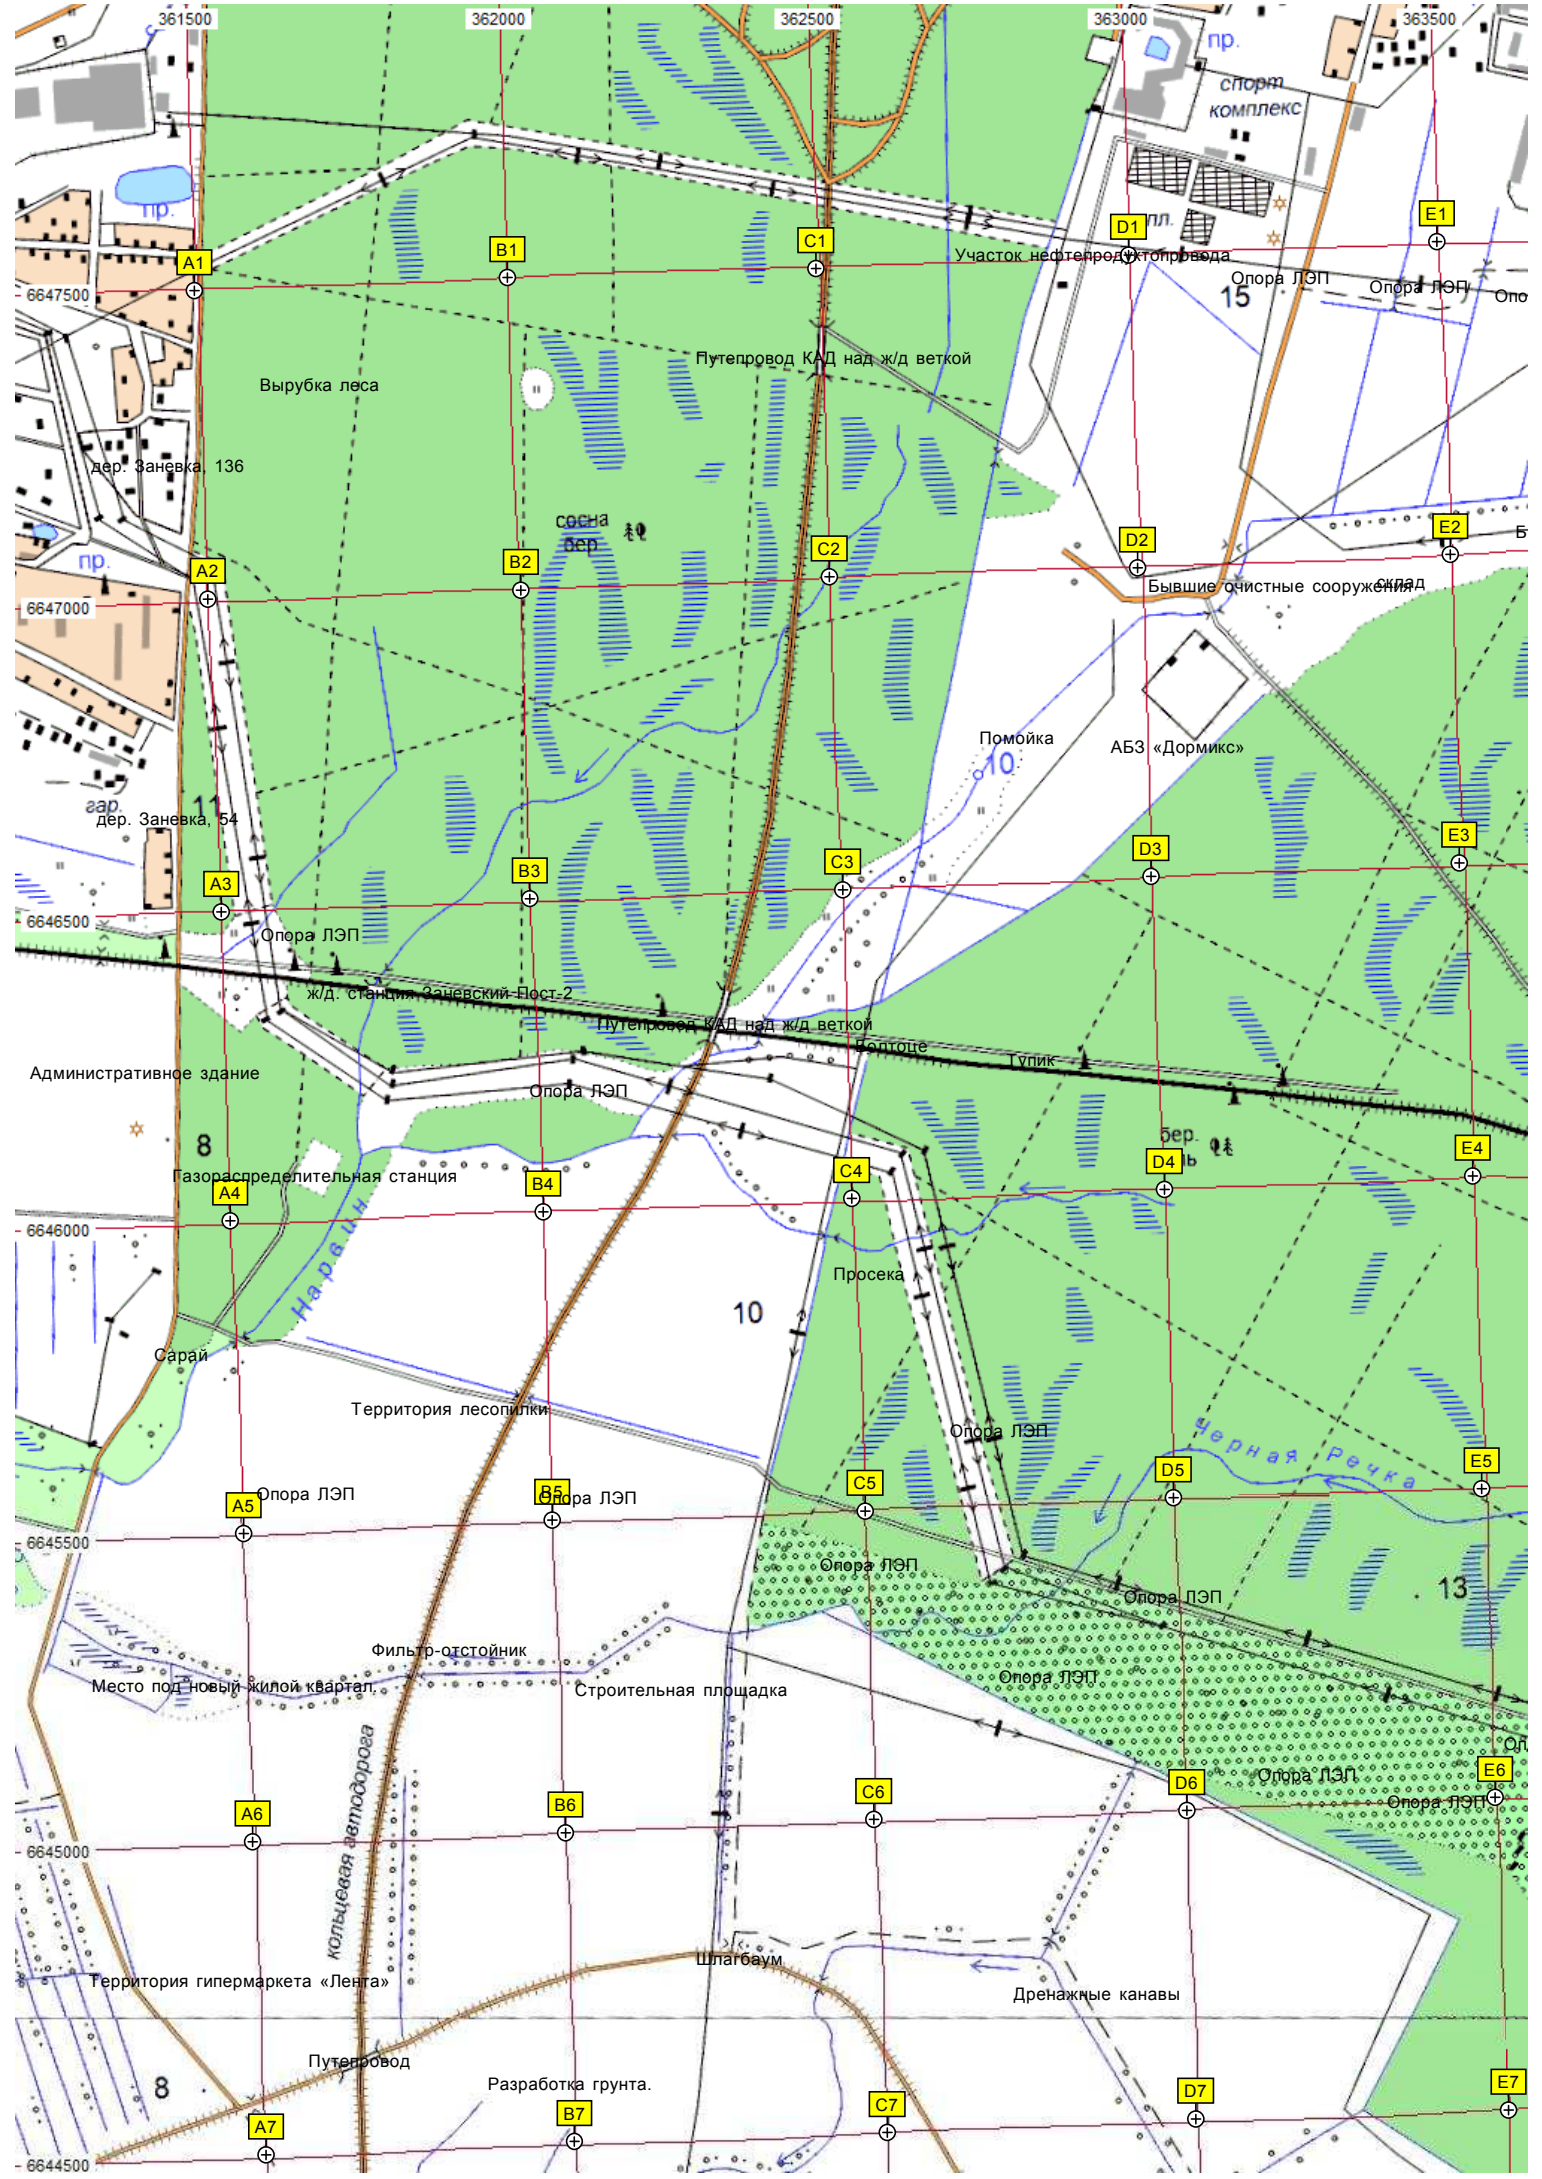 361500 362000 362500 363000 363500
пр.
спорт
комплекс
пр.
пл.
A1 B1 C1 D1 E1
Участок нефтепродуктопровода
Опора ЛЭП
Опора ЛЭП
15
6647500
Путепровод КАД над ж/д веткой
Вырубка леса
дер. Заневка, 136
сосна
бер.
пр.
A2 B2 C2 D2 E2
Бывшие очистные сооружения
склад
6647000
Помойка
10
АБЗ «Дормикс»
гар.
11
дер. Заневка, 54
A3 B3 C3 D3 E3
6646500
Опора ЛЭП
ж/д. станция Заневский-Пост-2
Путепровод КАД над ж/д веткой
Болтоце
Тупик
Административное здание
Опора ЛЭП
8
бер.
Газораспределительная станция
A4 B4 C4 D4 E4
6646000
Нарвин
Просека
10
Сарай
Территория лесопилки
Опора ЛЭП
Черная Речка
A5 B5 C5 D5 E5
Опора ЛЭП
Опора ЛЭП
6645500
Опора ЛЭП
Опора ЛЭП
13
Фильтр-отстойник
Опора ЛЭП
Место под новый жилой квартал.
Строительная площадка
кольцевая автодорога
Опора ЛЭП
Опора ЛЭП
A6 B6 C6 D6 E6
6645000
Шлагбаум
Территория гипермаркета «Лента»
Дренажные канавы
Путепровод
8
Разработка грунта.
A7 B7 C7 D7 E7
6644500